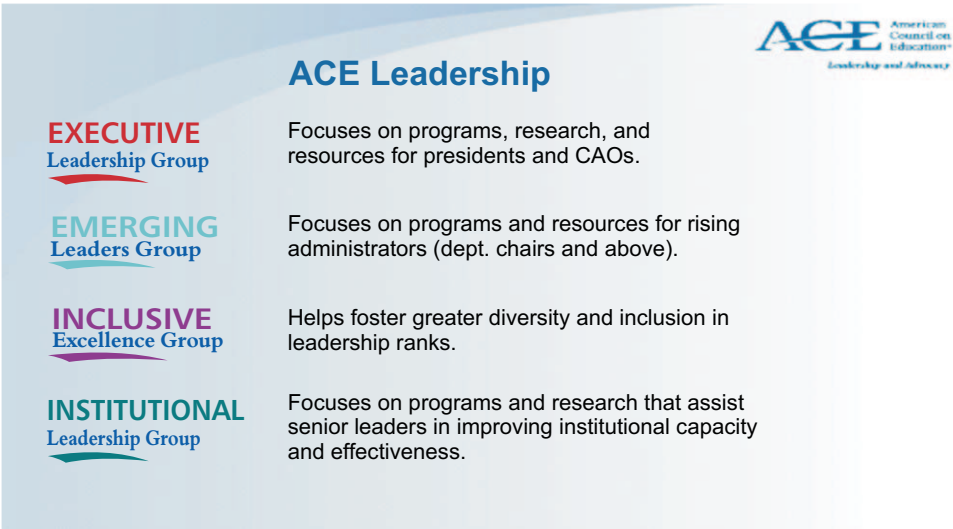 ACE
American
Council on
Education
Leadership and Advocacy
ACE Leadership
EXECUTIVE
Leadership Group
Focuses on programs, research, and
resources for presidents and CAOs.
EMERGING
Leaders Group
Focuses on programs and resources for rising
administrators (dept. chairs and above).
INCLUSIVE
Excellence Group
Helps foster greater diversity and inclusion in
leadership ranks.
INSTITUTIONAL
Leadership Group
Focuses on programs and research that assist
senior leaders in improving institutional capacity
and effectiveness.